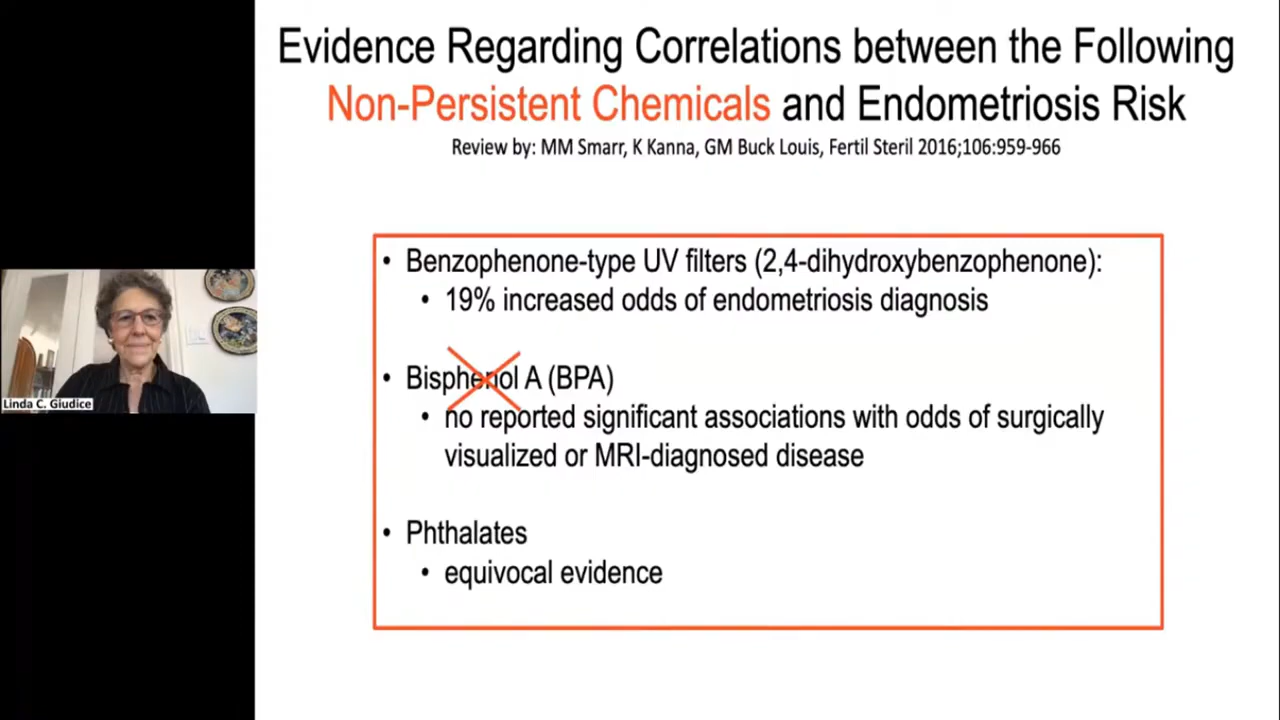 Evidence Regarding Correlations between the Following
Non-Persistent Chemicals and Endometriosis Risk
Review by: MM Smarr, K Kanna, GM Buck Louis, Fertil Steril 2016;106:959-966
• Benzophenone-type UV filters (2,4-dihydroxybenzophenone):
• 19% increased odds of endometriosis diagnosis
• Bisphenol A (BPA)
• no reported significant associations with odds of surgically
visualized or MRI-diagnosed disease
• Phthalates
• equivocal evidence
Linda C. Giudice